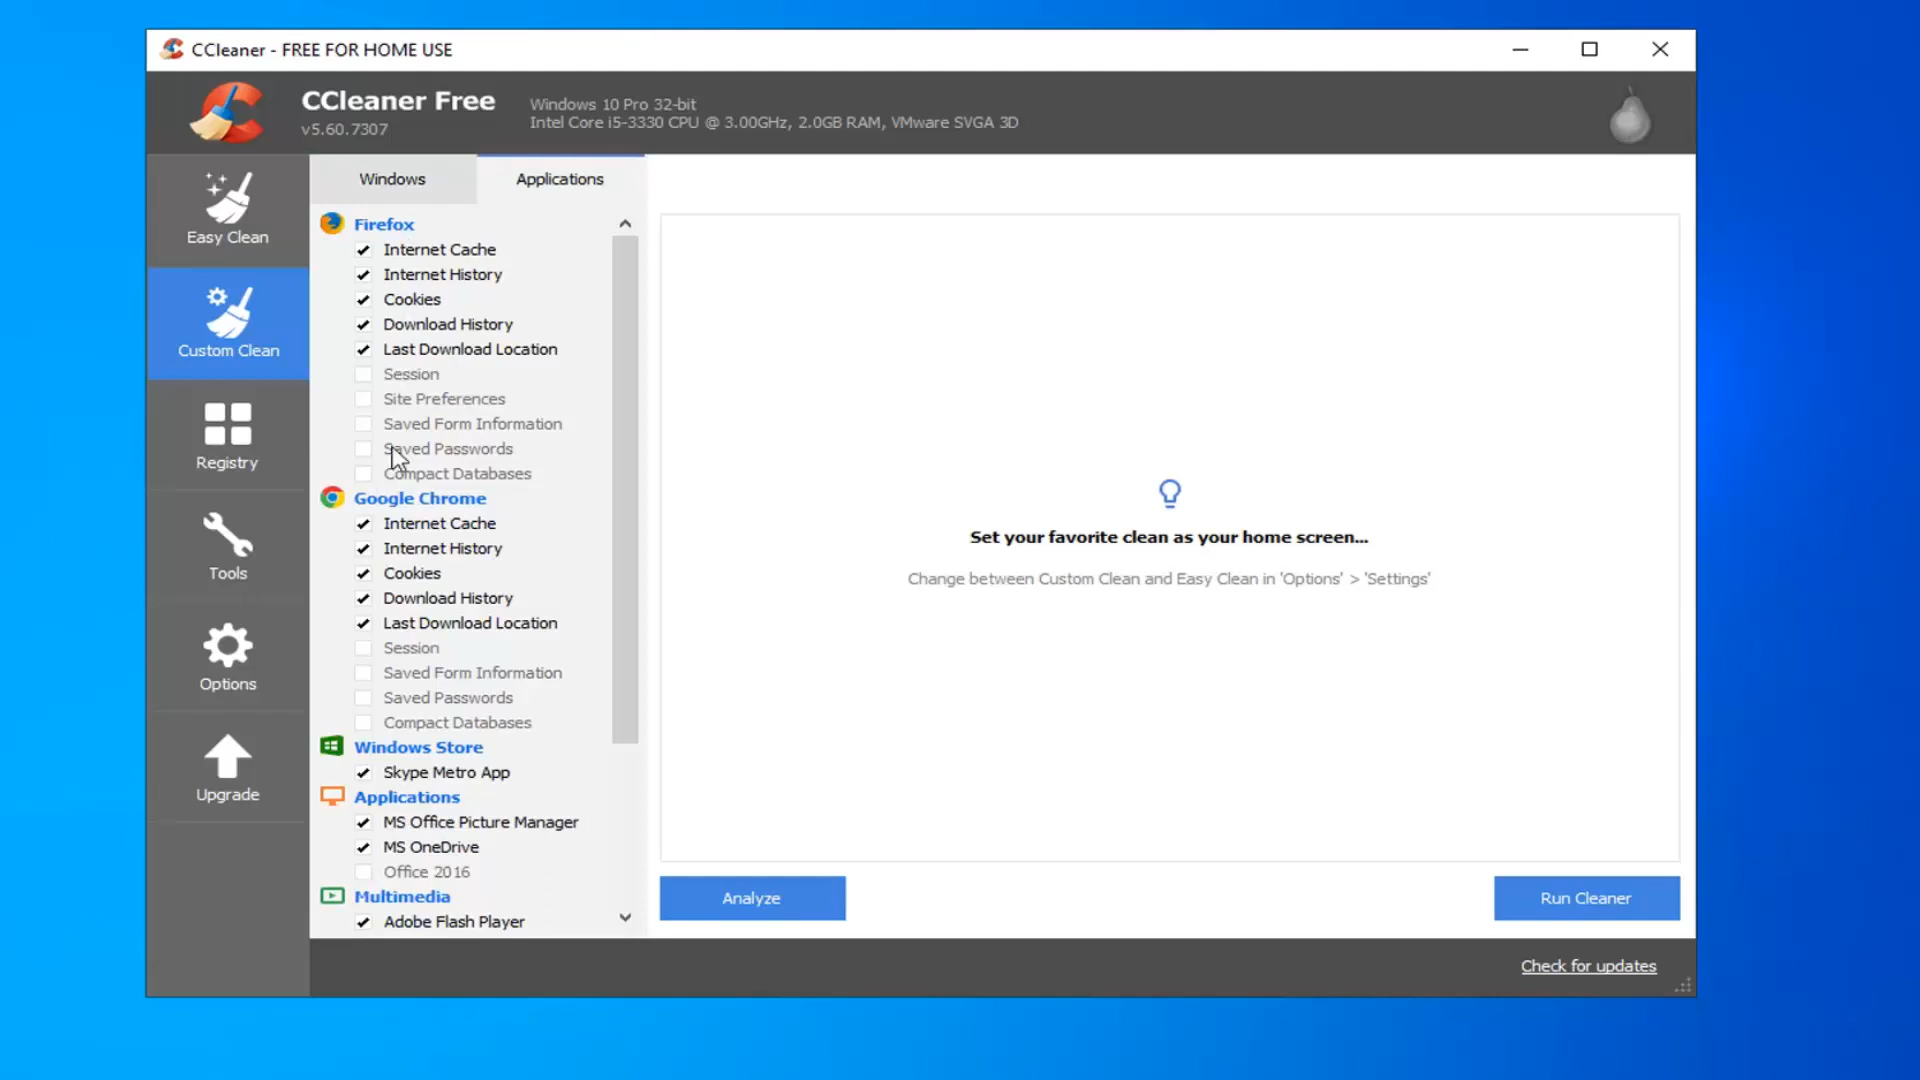 CCleaner - FREE FOR HOME USE
CCleaner Free
v5.60.7307
Windows 10 Pro 32-bit
Intel Core i5-3330 CPU @ 3.00GHz, 2.0GB RAM, VMware SVGA 3D
Easy Clean
Custom Clean
Registry
Tools
Options
Upgrade
Windows
Applications
Firefox
Internet Cache
Internet History
Cookies
Download History
Last Download Location
Session
Site Preferences
Saved Form Information
Saved Passwords
Compact Databases
Google Chrome
Internet Cache
Internet History
Cookies
Download History
Last Download Location
Session
Saved Form Information
Saved Passwords
Compact Databases
Windows Store
Skype Metro App
Applications
MS Office Picture Manager
MS OneDrive
Office 2016
Multimedia
Adobe Flash Player
Set your favorite clean as your home screen...
Change between Custom Clean and Easy Clean in 'Options' > 'Settings'
Analyze
Run Cleaner
Check for updates